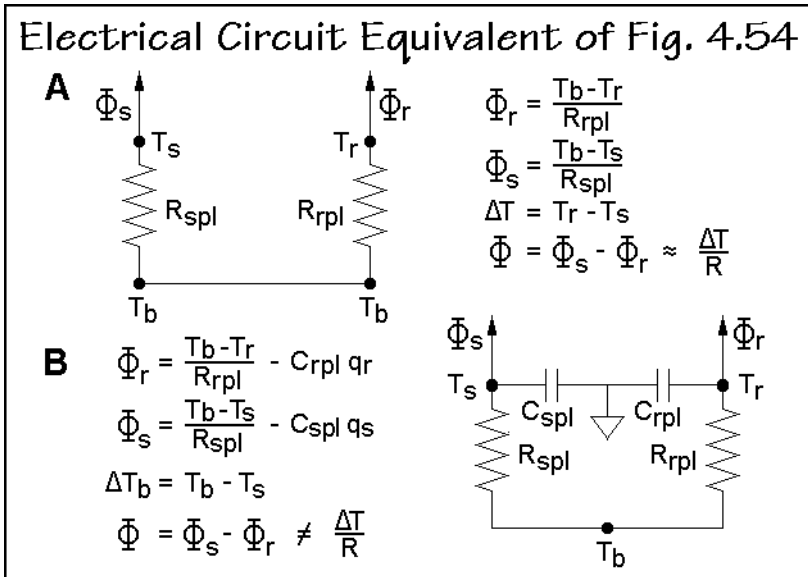 Electrical Circuit Equivalent of Fig. 4.54
A
Φs Φr
Ts Tr
Rspl Rrpl
Tb Tb
Φr = Tb-Tr / Rrpl
Φs = Tb-Ts / Rspl
ΔT = Tr - Ts
Φ = Φs - Φr ≈ ΔT / R
B
Φr = Tb-Tr / Rrpl - Crpl qr
Φs = Tb-Ts / Rspl - Cspl qs
ΔTb = Tb - Ts
Φ = Φs - Φr ≠ ΔT / R
Φs Φr
Ts Tr
Cspl Crpl
Rspl Rrpl
Tb